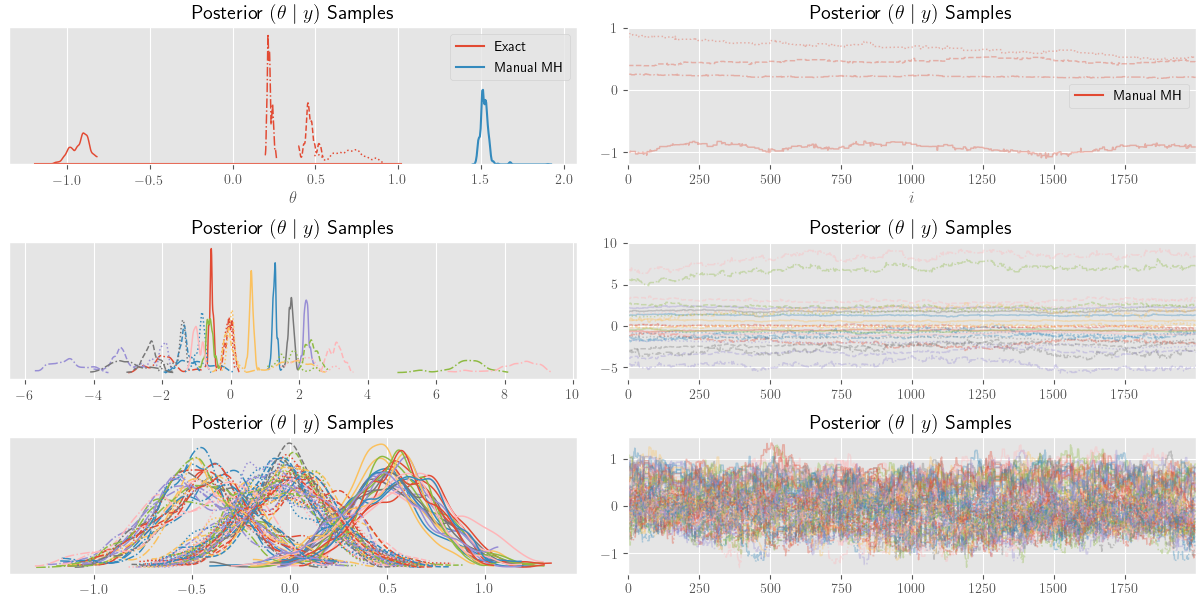 Posterior (θ | y) Samples
Exact
Manual MH
−1.0 −0.5 0.0 0.5 1.0 1.5 2.0
θ
Posterior (θ | y) Samples
1
0
−1
Manual MH
0 250 500 750 1000 1250 1500 1750
i
Posterior (θ | y) Samples
−6 −4 −2 0 2 4 6 8 10
Posterior (θ | y) Samples
10
5
0
−5
0 250 500 750 1000 1250 1500 1750
Posterior (θ | y) Samples
−1.0 −0.5 0.0 0.5 1.0
Posterior (θ | y) Samples
1
0
−1
0 250 500 750 1000 1250 1500 1750